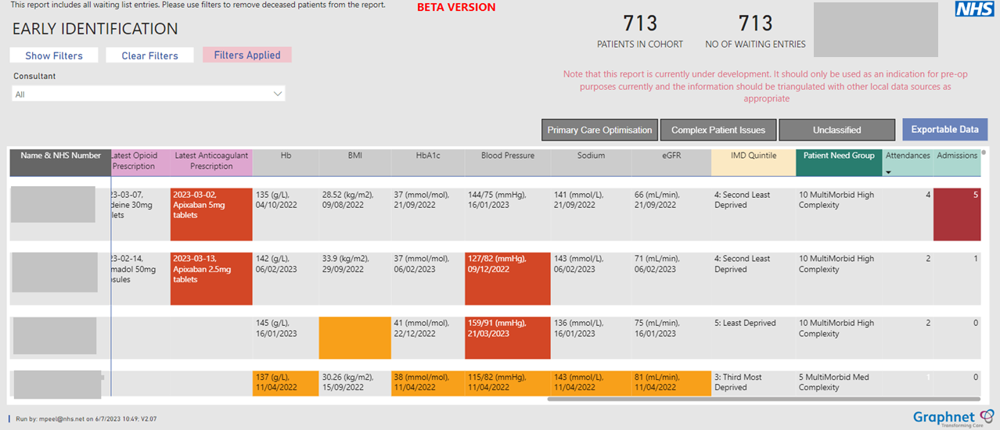 This report includes all waiting list entries. Please use filters to remove deceased patients from the report.
BETA VERSION
NHS
EARLY IDENTIFICATION
713
713
PATIENTS IN COHORT
NO OF WAITING ENTRIES
Show Filters
Clear Filters
Filters Applied
Consultant
All
Note that this report is currently under development. It should only be used as an indication for pre-op
purposes currently and the information should be triangulated with other local data sources as
appropriate
Primary Care Optimisation
Complex Patient Issues
Unclassified
Exportable Data
Name & NHS Number
Latest Opioid
Prescription
Latest Anticoagulant
Prescription
Hb
BMI
HbA1c
Blood Pressure
Sodium
eGFR
IMD Quintile
Patient Need Group
Attendances
Admissions
23-03-07,
deine 30mg
lets
2023-03-02,
Apixaban 5mg
tablets
135 (g/L),
04/10/2022
28.52 (kg/m2),
09/08/2022
37 (mmol/mol),
21/09/2022
144/75 (mmHg),
16/01/2023
141 (mmol/L),
21/09/2022
66 (mL/min),
21/09/2022
4: Second Least
Deprived
10 MultiMorbid High
Complexity
4
5
23-02-14,
madol 50mg
psules
2023-03-13,
Apixaban 2.5mg
tablets
142 (g/L),
06/02/2023
33.9 (kg/m2),
29/09/2022
37 (mmol/mol),
06/02/2023
127/82 (mmHg),
09/12/2022
143 (mmol/L),
06/02/2023
71 (mL/min),
06/02/2023
4: Second Least
Deprived
10 MultiMorbid High
Complexity
2
1
145 (g/L),
16/01/2023
41 (mmol/mol),
22/12/2022
159/91 (mmHg),
21/03/2023
136 (mmol/L),
16/01/2023
75 (mL/min),
16/01/2023
5: Least Deprived
10 MultiMorbid High
Complexity
2
0
137 (g/L),
11/04/2022
30.26 (kg/m2),
15/09/2022
38 (mmol/mol),
11/04/2022
115/82 (mmHg),
11/04/2022
143 (mmol/L),
11/04/2022
81 (mL/min),
11/04/2022
3: Third Most
Deprived
5 MultiMorbid Med
Complexity
1
0
Run by: mpeel@nhs.net on 6/7/2023 10:49; V2.07
Graphnet
Transforming Care